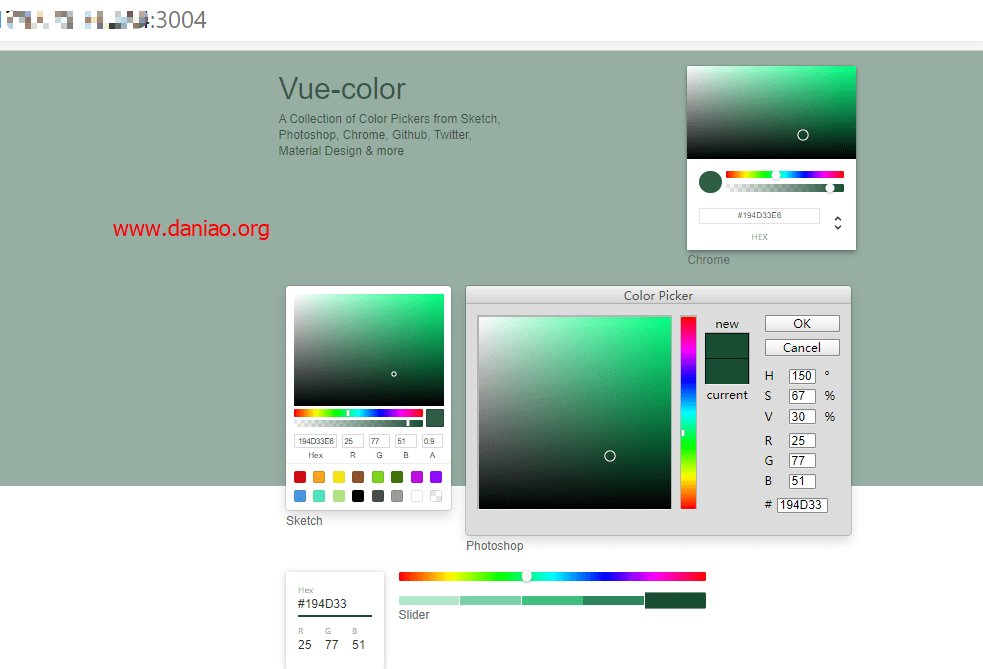 :3004
Vue-color
A Collection of Color Pickers from Sketch,
Photoshop, Chrome, Github, Twitter,
Material Design & more
#194D33E6
HEX
Chrome
www.daniao.org
194D33E6 25 77 51 0.9
Hex R G B A
Sketch
Color Picker
new
current
OK
Cancel
H 150 °
S 67 %
V 30 %
R 25
G 77
B 51
# 194D33
Photoshop
Hex
#194D33
R G B
25 77 51
Slider